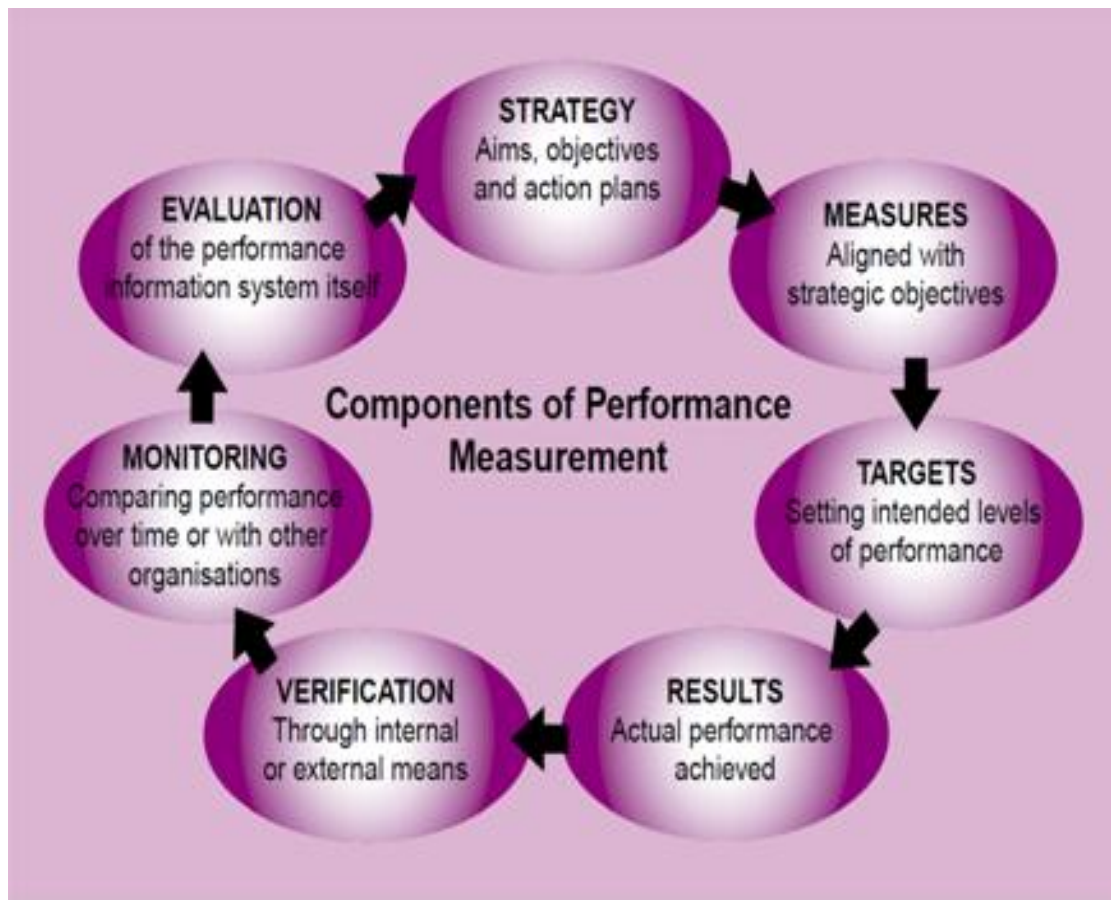 STRATEGY
Aims, objectives
and action plans
MEASURES
Aligned with
strategic objectives
TARGETS
Setting intended levels
of performance
RESULTS
Actual performance
achieved
VERIFICATION
Through internal
or external means
MONITORING
Comparing performance
over time or with other
organisations
EVALUATION
of the performance
information system itself
Components of Performance
Measurement